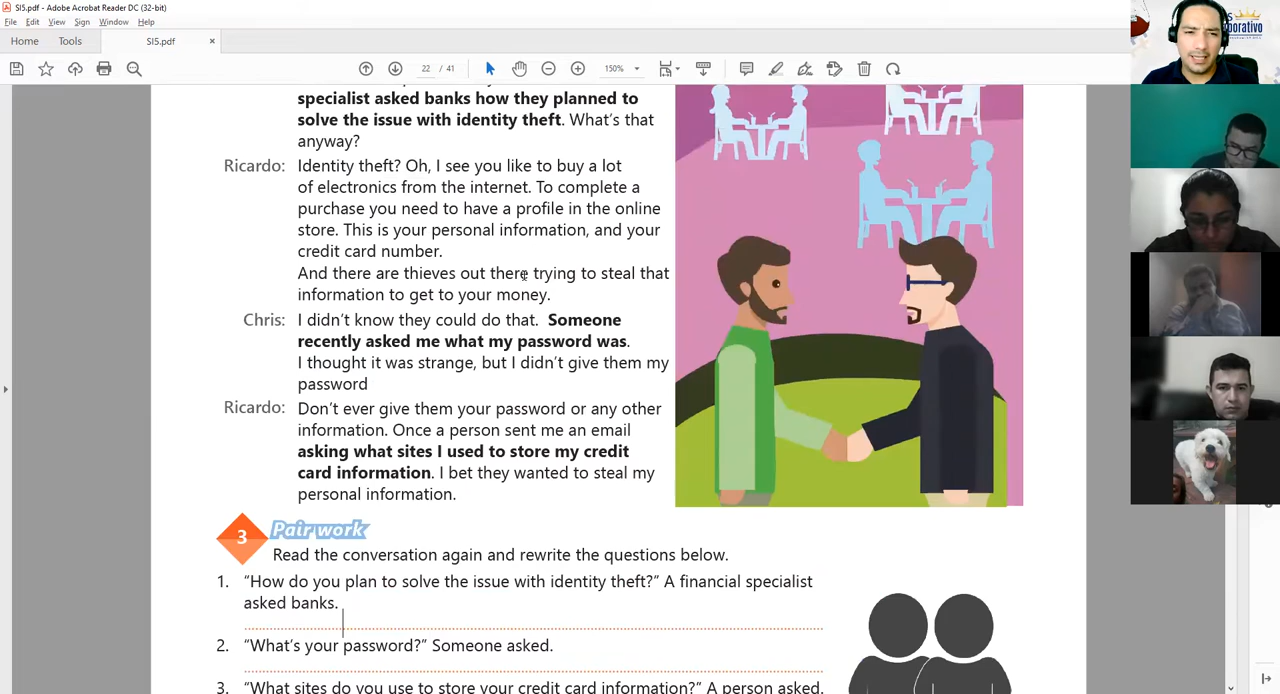 SI5.pdf - Adobe Acrobat Reader DC (32-bit)
File Edit View Sign Window Help
Home Tools SI5.pdf ×
22 / 41 150%
specialist asked banks how they planned to
solve the issue with identity theft. What's that
anyway?
Ricardo: Identity theft? Oh, I see you like to buy a lot
of electronics from the internet. To complete a
purchase you need to have a profile in the online
store. This is your personal information, and your
credit card number.
And there are thieves out there trying to steal that
information to get to your money.
Chris: I didn't know they could do that. Someone
recently asked me what my password was.
I thought it was strange, but I didn't give them my
password
Ricardo: Don't ever give them your password or any other
information. Once a person sent me an email
asking what sites I used to store my credit
card information. I bet they wanted to steal my
personal information.
3 Pair work
Read the conversation again and rewrite the questions below.
1. “How do you plan to solve the issue with identity theft?” A financial specialist
asked banks.
2. “What's your password?” Someone asked.
3. “What sites do you use to store your credit card information?” A person asked.